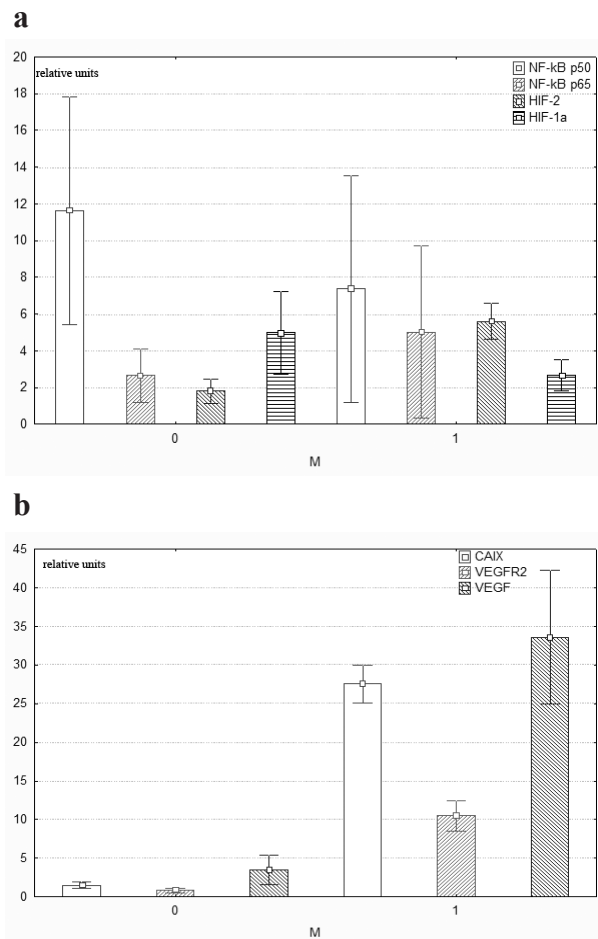 a
20
relative units
NF-kB p50
NF-kB p65
HIF-2
HIF-1a
18
16
14
12
10
8
6
4
2
0
0
1
M
b
45
relative units
CAIX
VEGFR2
VEGF
40
35
30
25
20
15
10
5
0
0
1
M